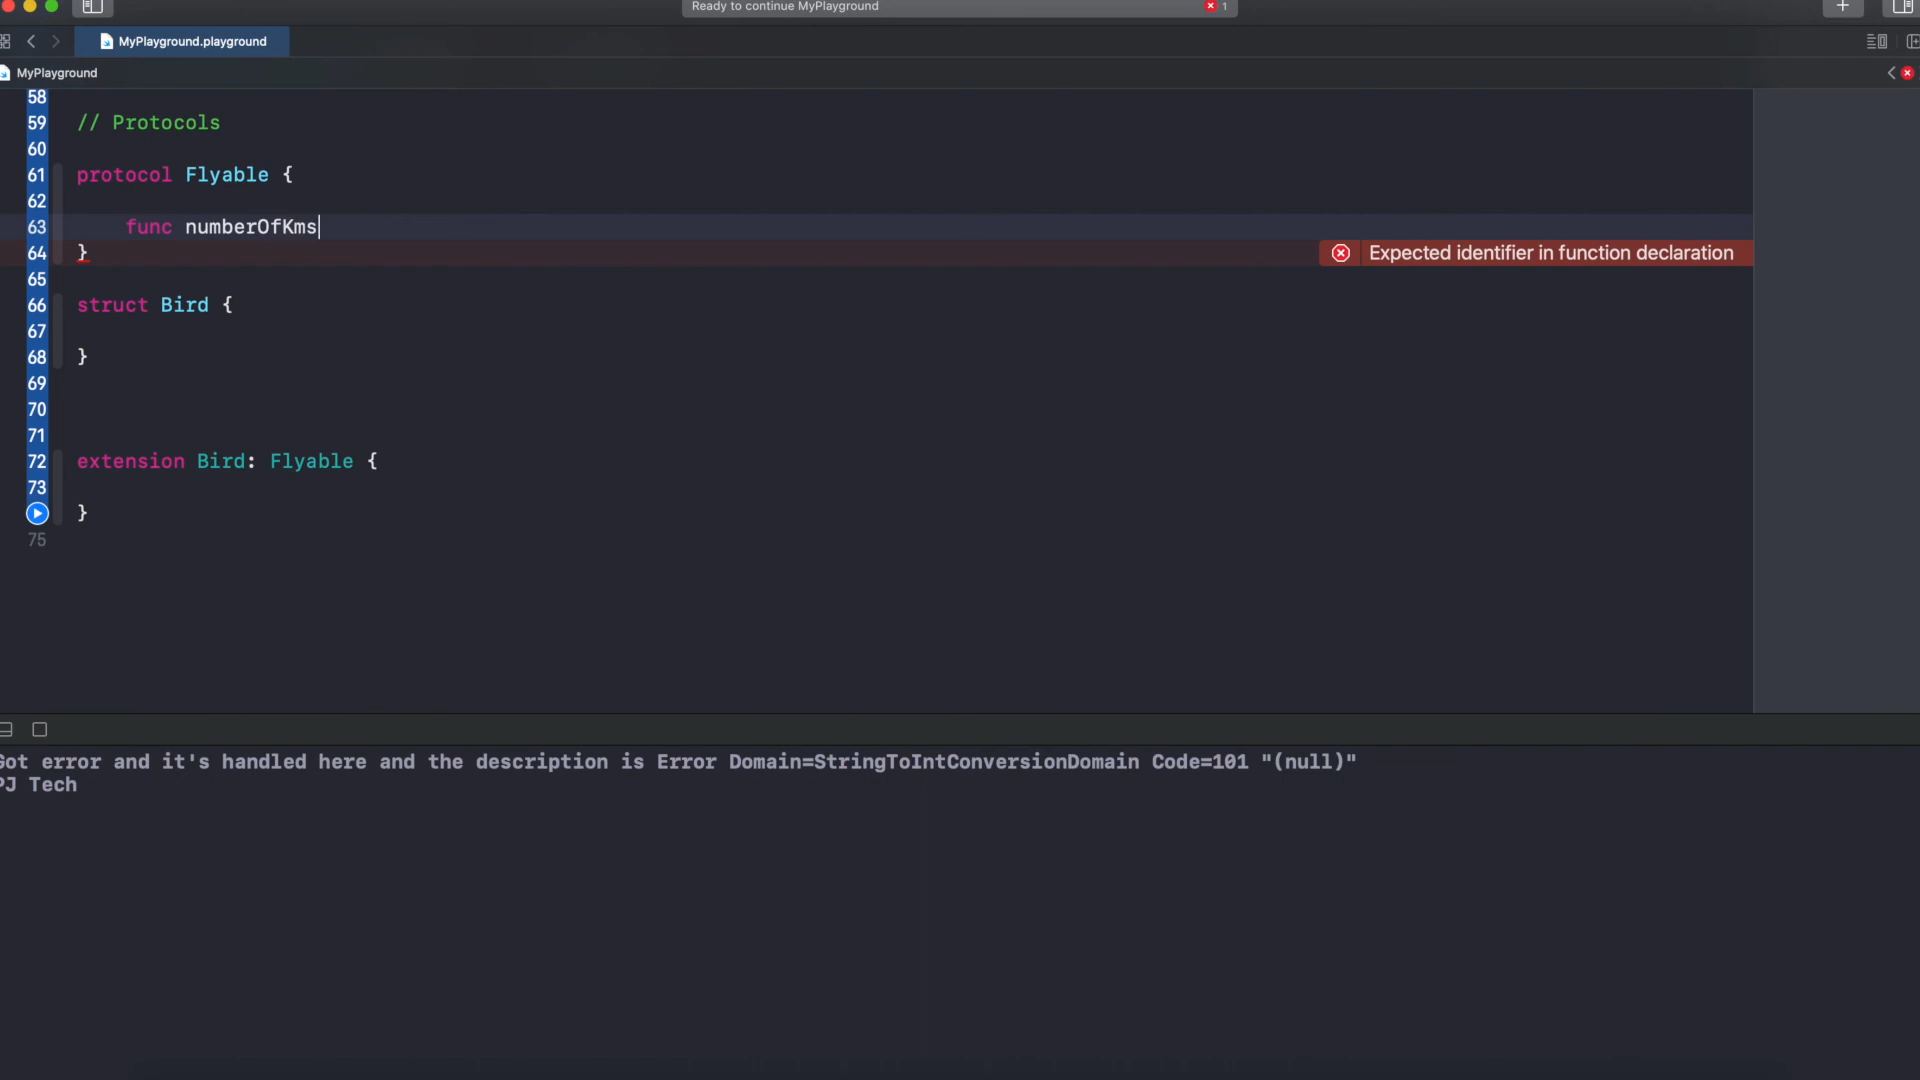 Ready to continue MyPlayground 1
MyPlayground.playground
MyPlayground
58
59 // Protocols
60
61 protocol Flyable {
62
63 func numberOfKms
64 } Expected identifier in function declaration
65
66 struct Bird {
67
68 }
69
70
71
72 extension Bird: Flyable {
73
}
75
Got error and it's handled here and the description is Error Domain=StringToIntConversionDomain Code=101 "(null)"
PJ Tech